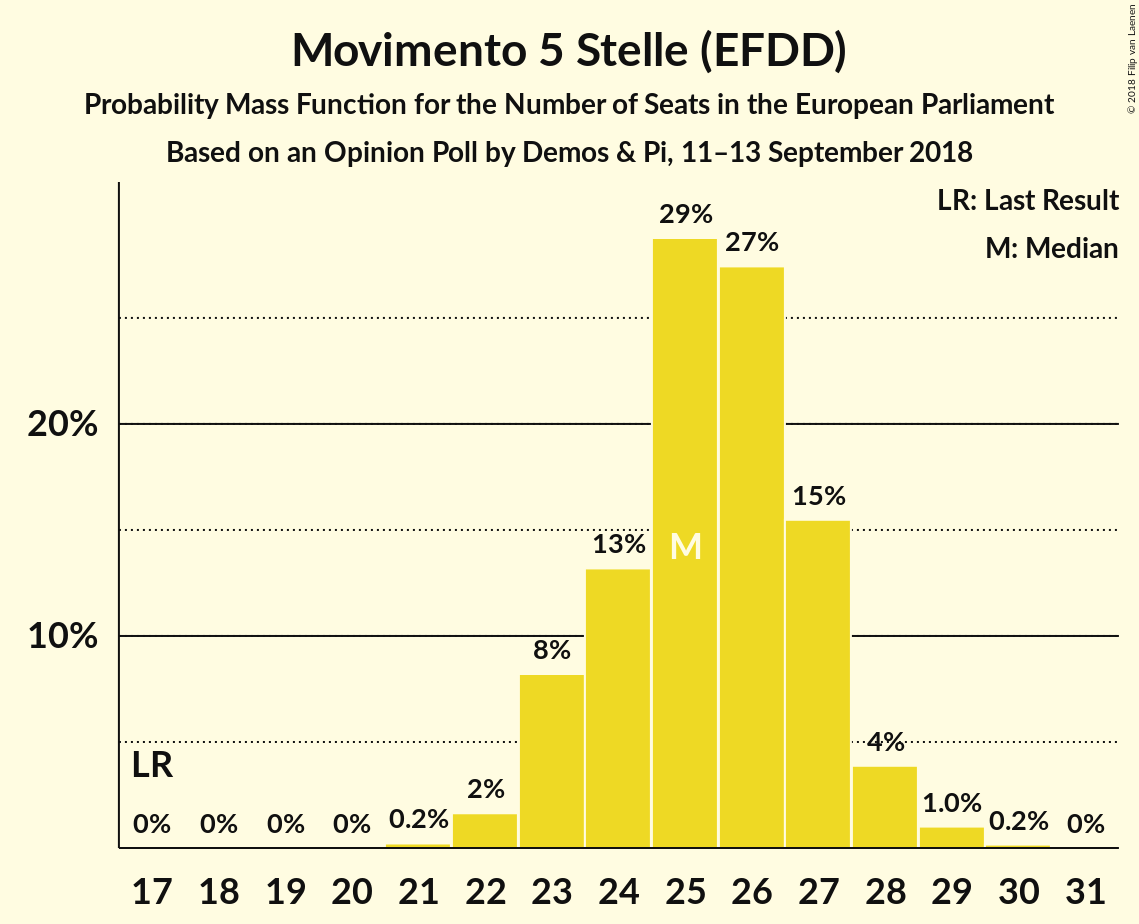 Movimento 5 Stelle (EFDD)
Probability Mass Function for the Number of Seats in the European Parliament
Based on an Opinion Poll by Demos & Pi, 11–13 September 2018
© 2018 Filip van Laenen
LR: Last Result
M: Median
29%
27%
20%
15%
13%
M
10%
8%
4%
LR
2%
1.0%
0% 0% 0% 0% 0.2% 0.2% 0%
17 18 19 20 21 22 23 24 25 26 27 28 29 30 31